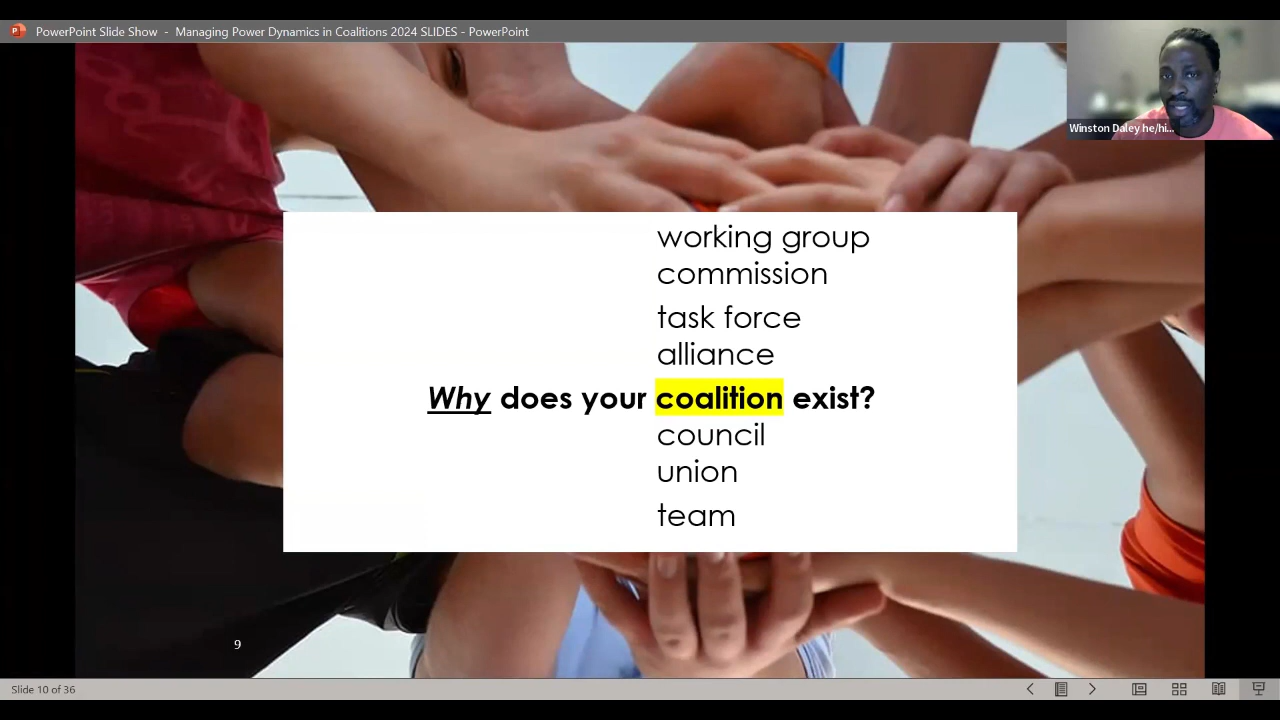 PowerPoint Slide Show - Managing Power Dynamics in Coalitions 2024 SLIDES - PowerPoint
Winston Daley he/hi...
working group
commission
task force
alliance
Why does your coalition exist?
council
union
team
9
Slide 10 of 36